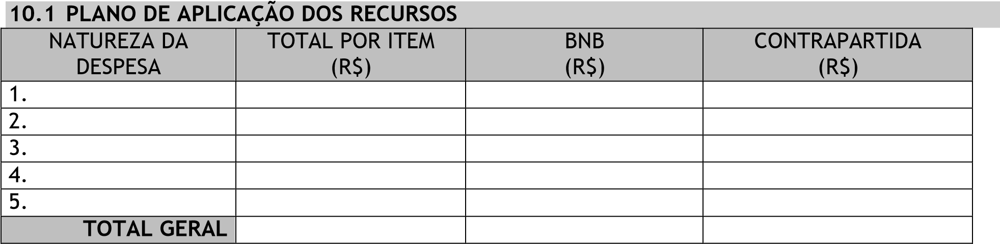 10.1 PLANO DE APLICAÇÃO DOS RECURSOS
NATUREZA DA DESPESA TOTAL POR ITEM (R$) BNB (R$) CONTRAPARTIDA (R$)
1.
2.
3.
4.
5.
TOTAL GERAL